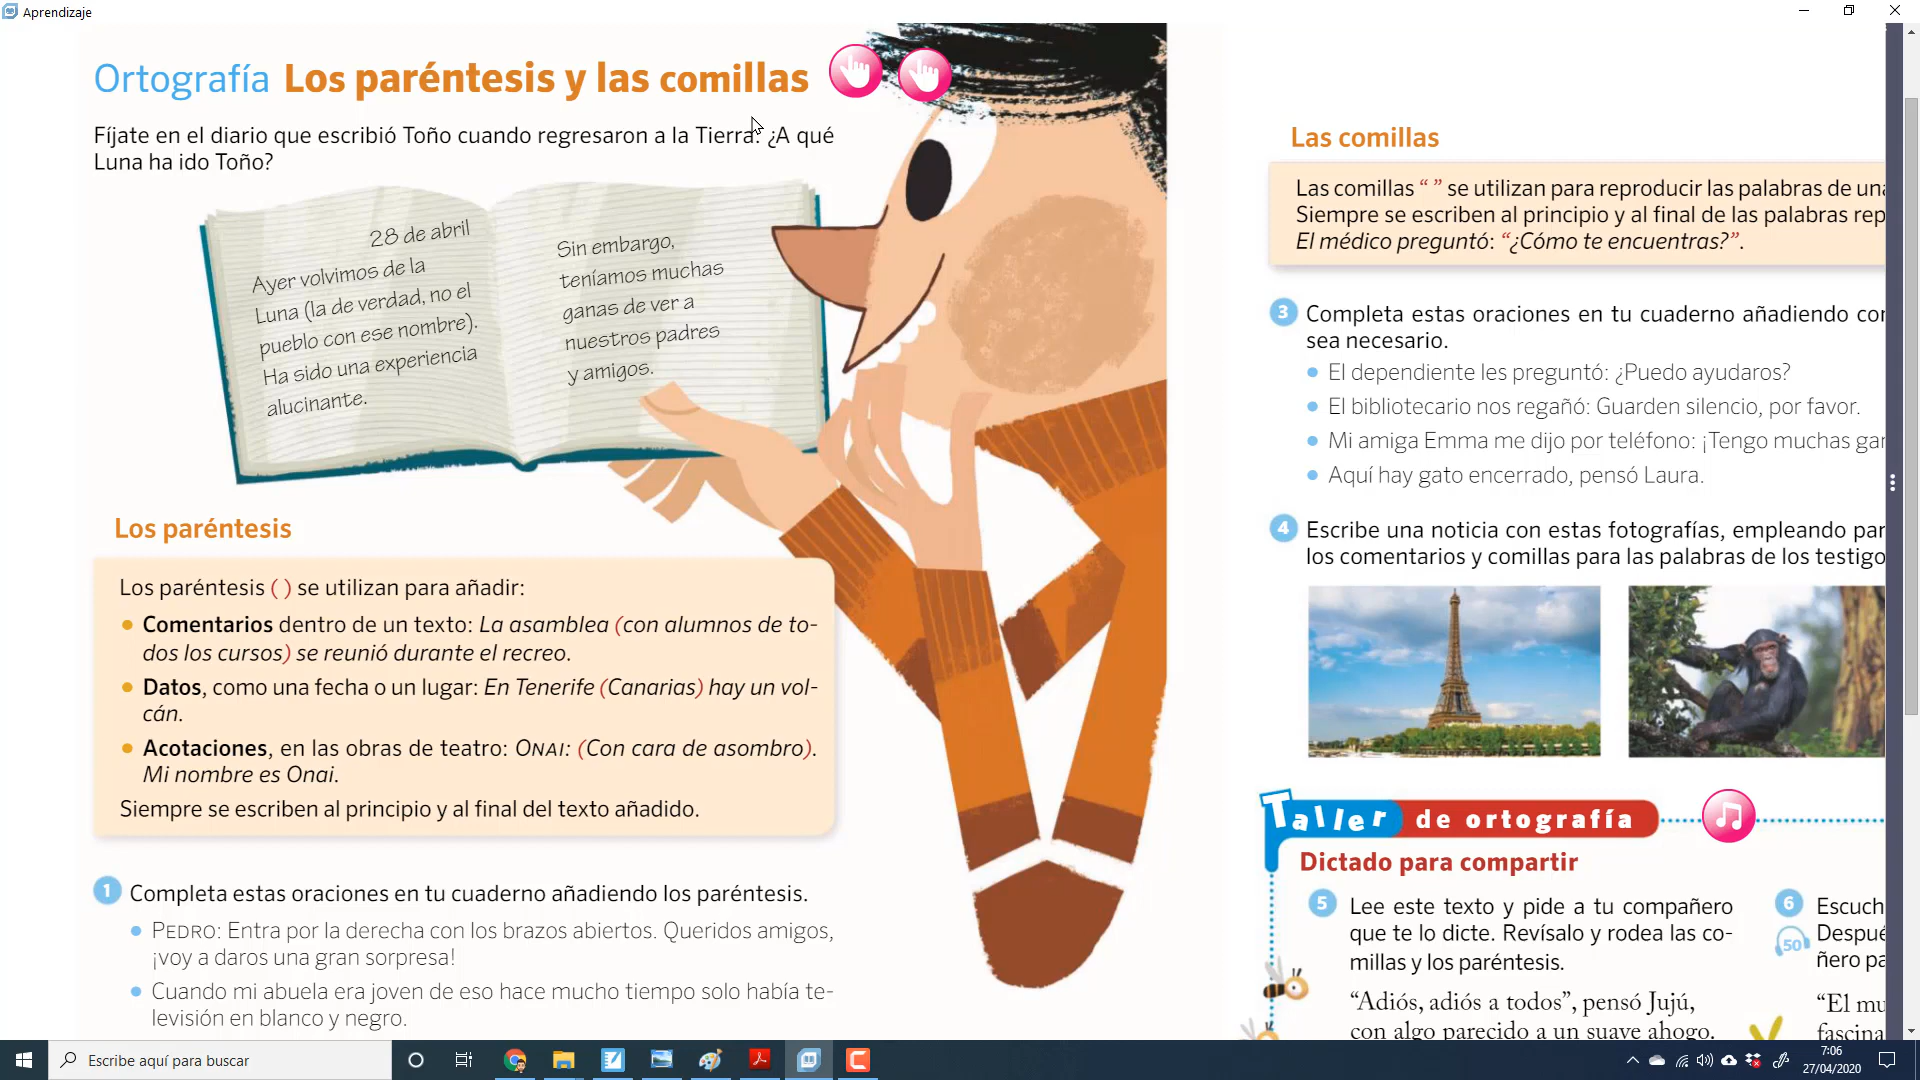 Aprendizaje
Ortografía Los paréntesis y las comillas
Fíjate en el diario que escribió Toño cuando regresaron a la Tierra. ¿A qué
Luna ha ido Toño?
28 de abril
Ayer volvimos de la
Luna (la de verdad, no el
pueblo con ese nombre).
Ha sido una experiencia
alucinante.
Sin embargo,
teníamos muchas
ganas de ver a
nuestros padres
y amigos.
Los paréntesis
Los paréntesis ( ) se utilizan para añadir:
Comentarios dentro de un texto: La asamblea (con alumnos de to-
dos los cursos) se reunió durante el recreo.
Datos, como una fecha o un lugar: En Tenerife (Canarias) hay un vol-
cán.
Acotaciones, en las obras de teatro: ONAI: (Con cara de asombro).
Mi nombre es Onai.
Siempre se escriben al principio y al final del texto añadido.
1 Completa estas oraciones en tu cuaderno añadiendo los paréntesis.
PEDRO: Entra por la derecha con los brazos abiertos. Queridos amigos,
¡voy a daros una gran sorpresa!
Cuando mi abuela era joven de eso hace mucho tiempo solo había te-
levisión en blanco y negro.
Las comillas
Las comillas “ ” se utilizan para reproducir las palabras de una
Siempre se escriben al principio y al final de las palabras rep
El médico preguntó: “¿Cómo te encuentras?”.
3 Completa estas oraciones en tu cuaderno añadiendo co
sea necesario.
El dependiente les preguntó: ¿Puedo ayudaros?
El bibliotecario nos regañó: Guarden silencio, por favor.
Mi amiga Emma me dijo por teléfono: ¡Tengo muchas gan
Aquí hay gato encerrado, pensó Laura.
4 Escribe una noticia con estas fotografías, empleando par
los comentarios y comillas para las palabras de los testigo
Taller de ortografía
Dictado para compartir
5 Lee este texto y pide a tu compañero
que te lo dicte. Revísalo y rodea las co-
millas y los paréntesis.
“Adiós, adiós a todos”, pensó Jujú,
con algo parecido a un suave ahogo.
6 Escuch
50 Despué
ñero pa
“El mu
fascina
Escribe aquí para buscar
7:06
27/04/2020